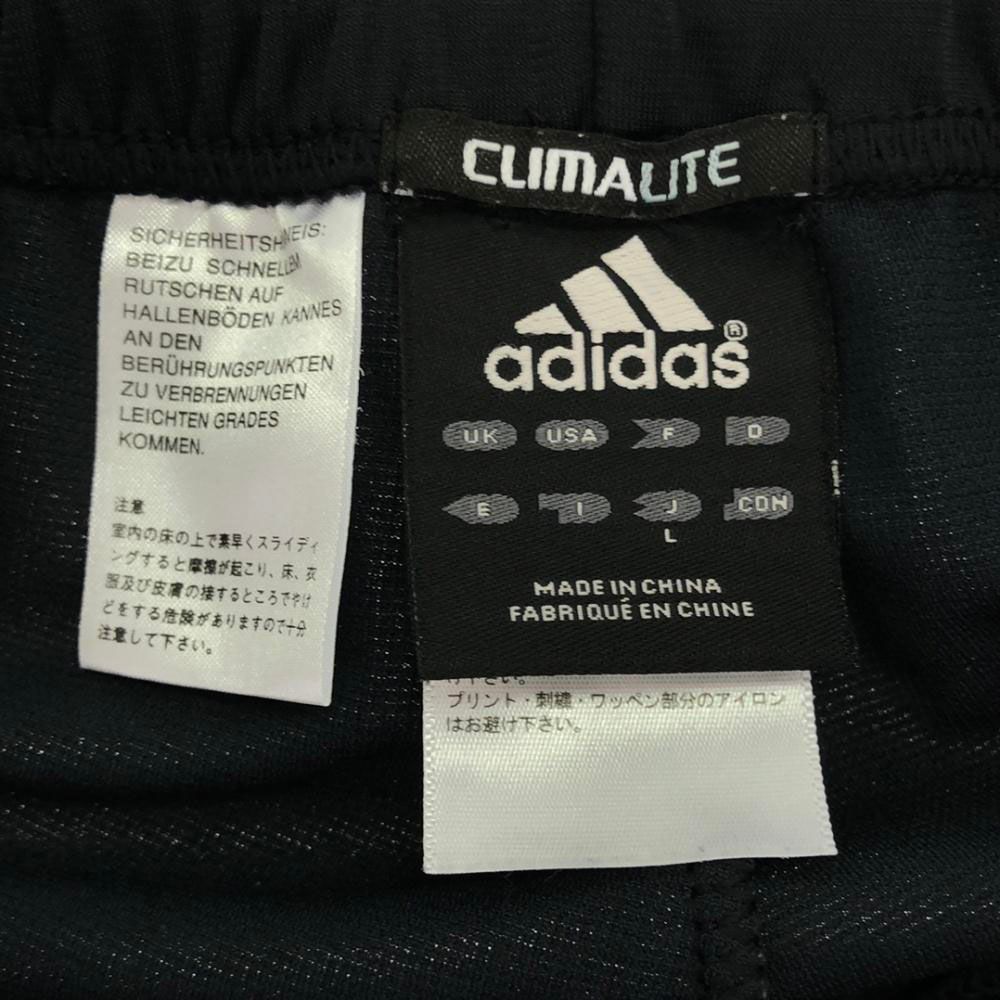 CLIMALITE
SICHERHEITSHWEIS:
BEIZU SCHNELLEM
RUTSCHEN AUF
HALLENBÖDEN KANNES
AN DEN
BERÜHRUNGSPUNKTEN
ZU VERBRENNUNGEN
LEICHTEN GRADES
KOMMEN.
注意
室内の床の上で素早くスライディ
ングすると摩擦が起こり、床、衣
服及び皮膚の接するところでやけ
どをする危険がありますので十分
注意して下さい。
adidas®
UK USA F D
E I J CDN
L
MADE IN CHINA
FABRIQUÉ EN CHINE
け下さい。
プリント・刺繍・ワッペン部分のアイロン
はお避け下さい。